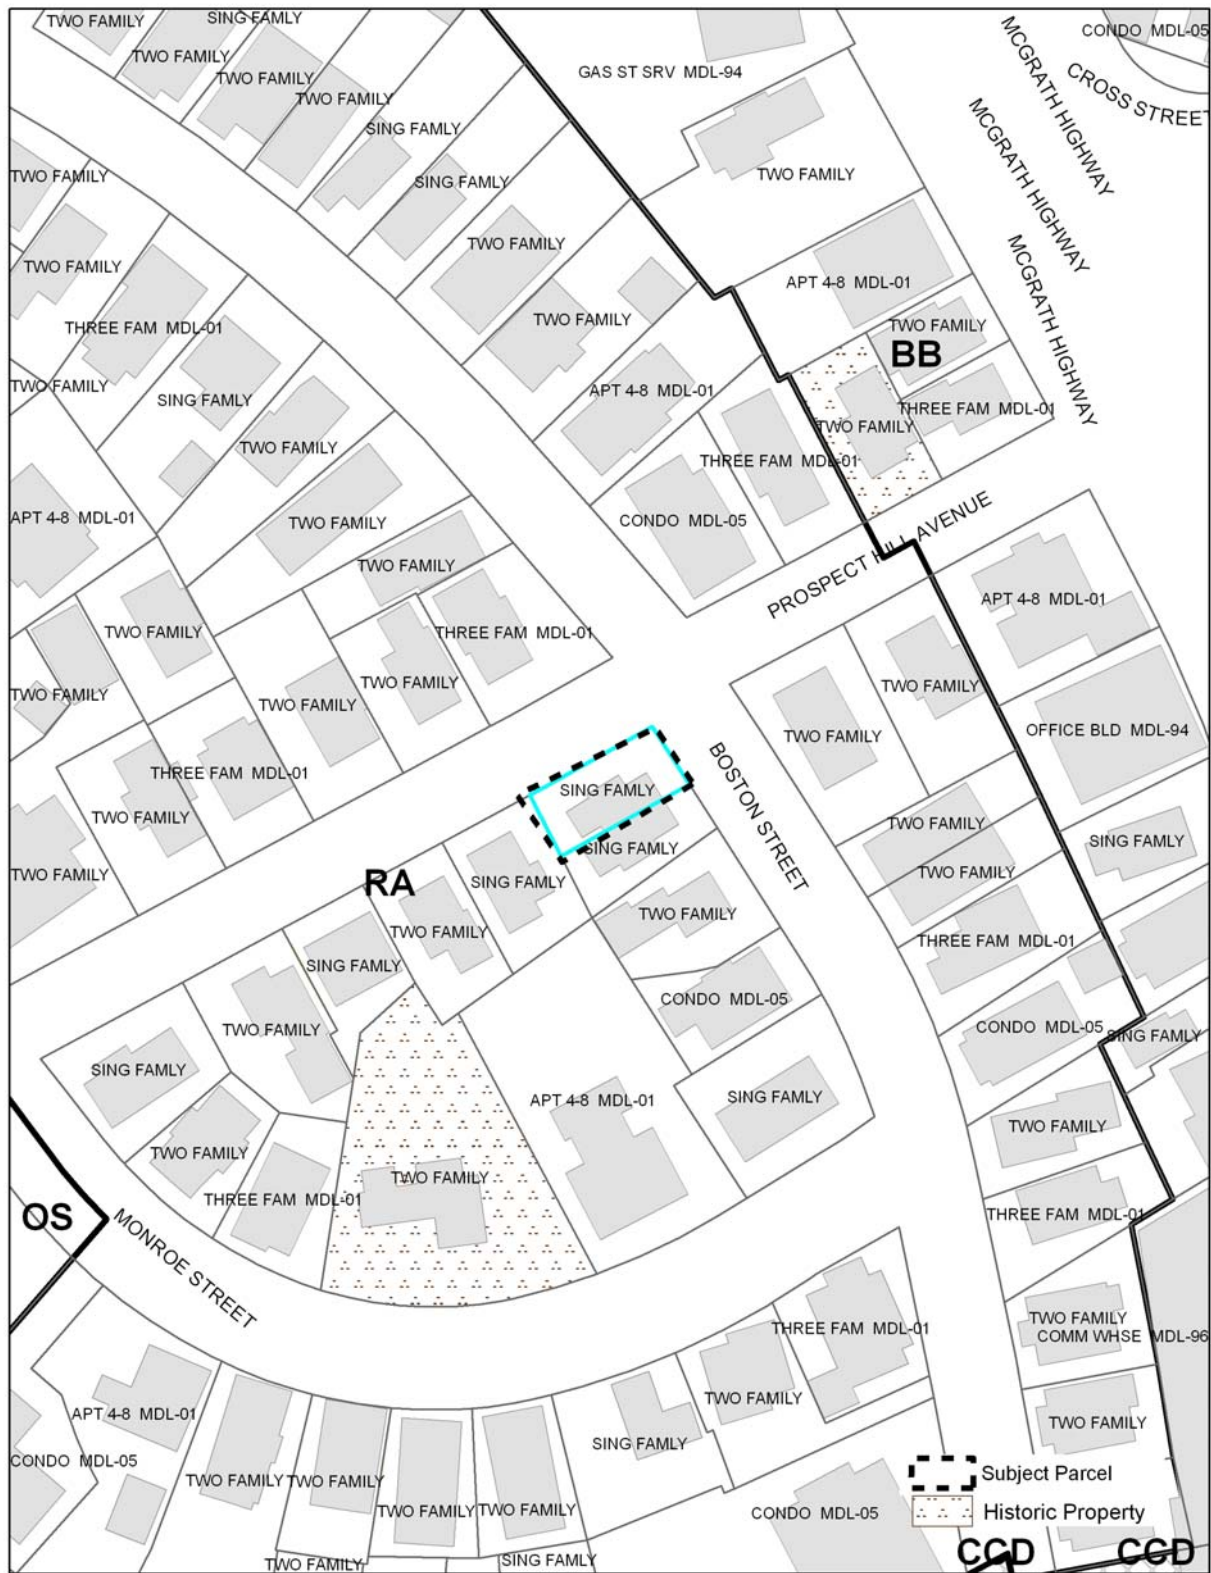 TWO FAMILY
SING FAMLY
CONDO MDL-05
MCGRATH HIGHWAY
TWO FAMILY
GAS ST SRV MDL-94
CROSS STREET
TWO FAMILY
TWO FAMILY
MCGRATH HIGHWAY
SING FAMLY
TWO FAMILY
TWO FAMILY
SING FAMLY
TWO FAMILY
MCGRATH HIGHWAY
TWO FAMILY
APT 4-8 MDL-01
TWO FAMILY
THREE FAM MDL-01
TWO FAMILY
BB
TWO FAMILY
APT 4-8 MDL-01
SING FAMLY
THREE FAM MDL-01
TWO FAMILY
TWO FAMILY
THREE FAM MDL-01
APT 4-8 MDL-01
TWO FAMILY
CONDO MDL-05
PROSPECT HILL AVENUE
TWO FAMILY
APT 4-8 MDL-01
TWO FAMILY
THREE FAM MDL-01
TWO FAMILY
TWO FAMILY
TWO FAMILY
TWO FAMILY
TWO FAMILY
OFFICE BLD MDL-94
BOSTON STREET
THREE FAM MDL-01
SING FAMLY
TWO FAMILY
TWO FAMILY
SING FAMLY
SING FAMLY
TWO FAMILY
RA
SING FAMLY
TWO FAMILY
TWO FAMILY
TWO FAMILY
THREE FAM MDL-01
SING FAMLY
CONDO MDL-05
TWO FAMILY
CONDO MDL-05
SING FAMLY
SING FAMLY
APT 4-8 MDL-01
SING FAMLY
TWO FAMILY
TWO FAMILY
TWO FAMILY
THREE FAM MDL-01
OS
MONROE STREET
THREE FAM MDL-01
TWO FAMILY
THREE FAM MDL-01
COMM WHSE MDL-96
TWO FAMILY
APT 4-8 MDL-01
TWO FAMILY
SING FAMLY
CONDO MDL-05
TWO FAMILY
TWO FAMILY
Subject Parcel
TWO FAMILY
TWO FAMILY
CONDO MDL-05
Historic Property
TWO FAMILY
SING FAMLY
CCD
CCD